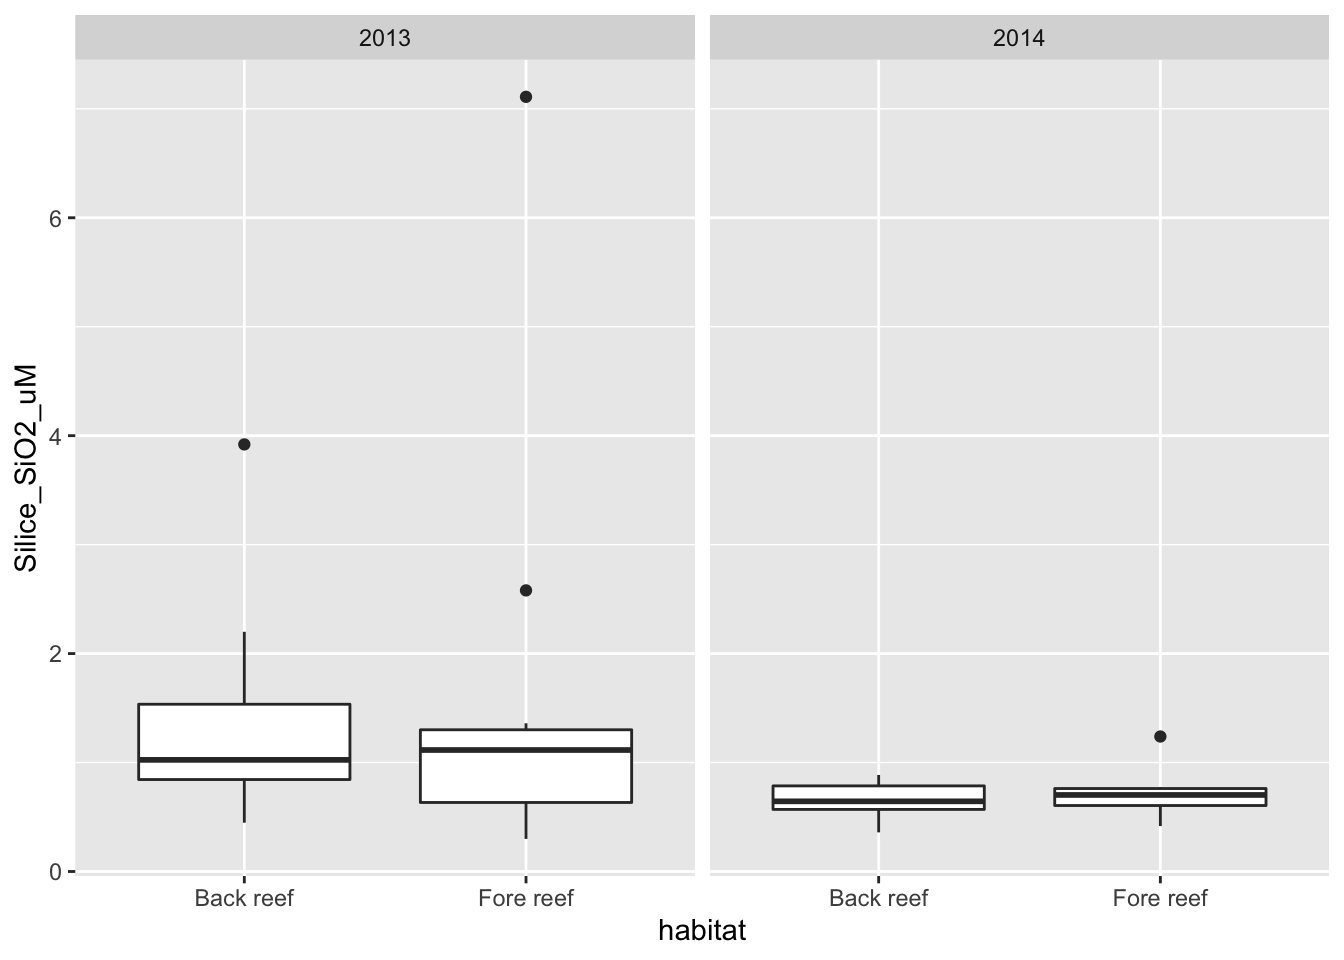 2013
2014
Silice_SiO2_uM
6
4
2
0
Back reef
Fore reef
Back reef
Fore reef
habitat